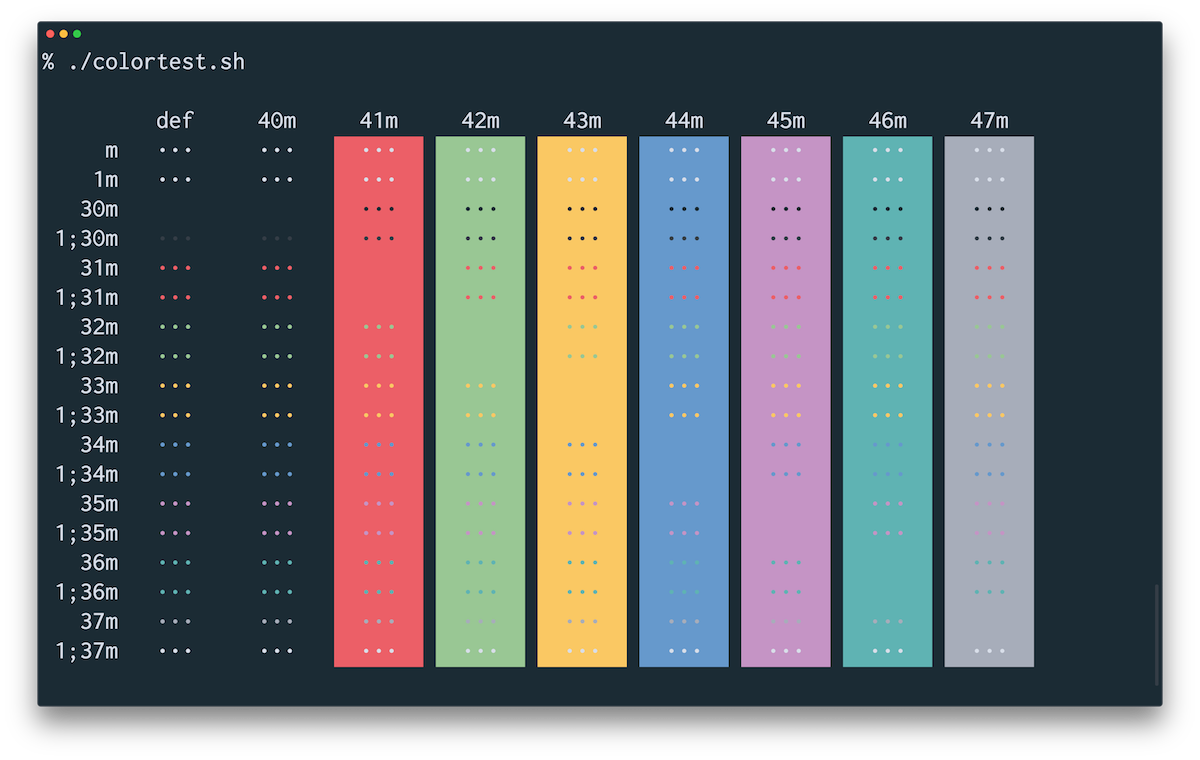 % ./colortest.sh
def 40m 41m 42m 43m 44m 45m 46m 47m
m ··· ··· ··· ··· ··· ··· ··· ··· ···
1m ··· ··· ··· ··· ··· ··· ··· ··· ···
30m ··· ··· ··· ··· ··· ··· ···
1;30m ··· ··· ··· ··· ··· ··· ··· ··· ···
31m ··· ··· ··· ··· ··· ··· ··· ···
1;31m ··· ··· ··· ··· ··· ··· ··· ···
32m ··· ··· ··· ··· ··· ··· ··· ···
1;32m ··· ··· ··· ··· ··· ··· ··· ···
33m ··· ··· ··· ··· ··· ··· ··· ···
1;33m ··· ··· ··· ··· ··· ··· ··· ···
34m ··· ··· ··· ··· ··· ··· ··· ···
1;34m ··· ··· ··· ··· ··· ··· ··· ···
35m ··· ··· ··· ··· ··· ··· ··· ···
1;35m ··· ··· ··· ··· ··· ··· ··· ···
36m ··· ··· ··· ··· ··· ··· ··· ···
1;36m ··· ··· ··· ··· ··· ··· ··· ···
37m ··· ··· ··· ··· ··· ··· ··· ···
1;37m ··· ··· ··· ··· ··· ··· ··· ··· ···